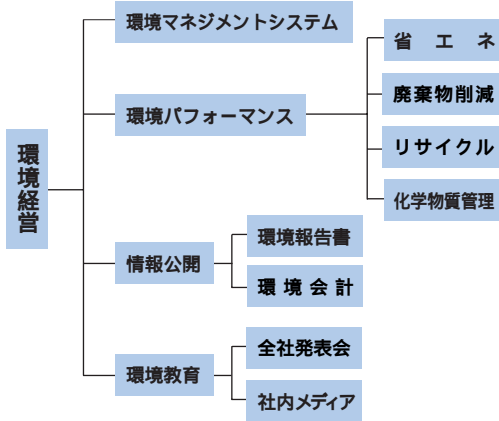 環境経営
環境マネジメントシステム
環境パフォーマンス
省エネ
廃棄物削減
リサイクル
化学物質管理
情報公開
環境報告書
環境会計
環境教育
全社発表会
社内メディア